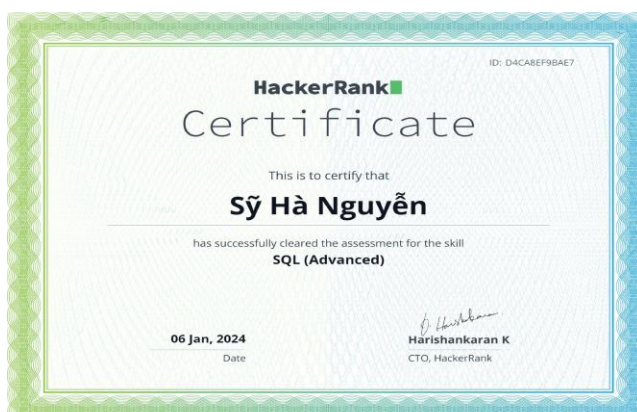 ID: D4CA8EF9BAE7
HackerRank
Certificate
This is to certify that
Sỹ Hà Nguyễn
has successfully cleared the assessment for the skill
SQL (Advanced)
06 Jan, 2024
Date
Harishankaran K
CTO, HackerRank